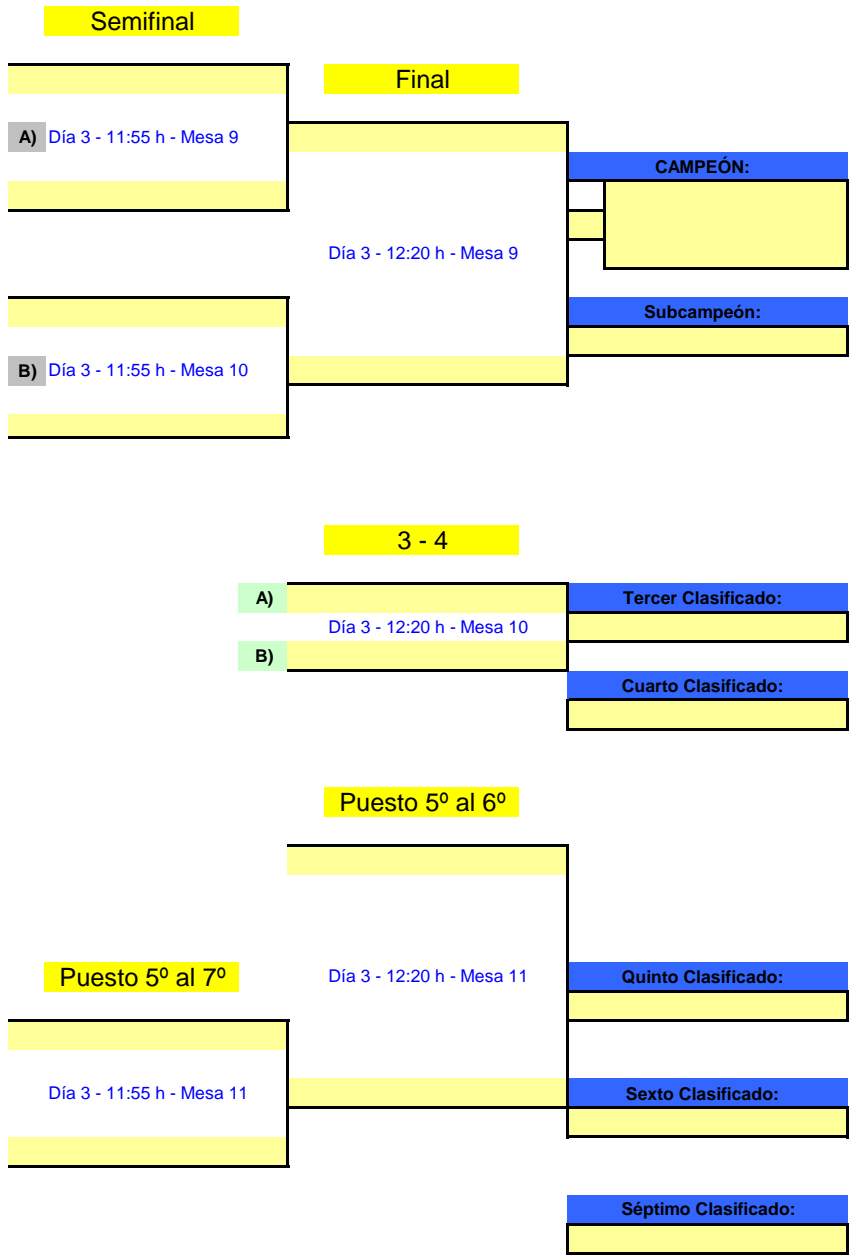 Semifinal
Final
A) Día 3 - 11:55 h - Mesa 9
CAMPEÓN:
Día 3 - 12:20 h - Mesa 9
Subcampeón:
B) Día 3 - 11:55 h - Mesa 10
3 - 4
A)
Tercer Clasificado:
Día 3 - 12:20 h - Mesa 10
B)
Cuarto Clasificado:
Puesto 5º al 6º
Puesto 5º al 7º
Día 3 - 12:20 h - Mesa 11
Quinto Clasificado:
Día 3 - 11:55 h - Mesa 11
Sexto Clasificado:
Séptimo Clasificado: